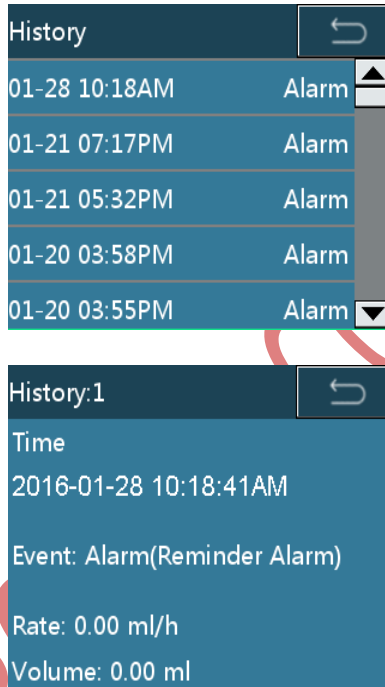 History
01-28 10:18AM Alarm
01-21 07:17PM Alarm
01-21 05:32PM Alarm
01-20 03:58PM Alarm
01-20 03:55PM Alarm
History:1
Time
2016-01-28 10:18:41AM
Event: Alarm(Reminder Alarm)
Rate: 0.00 ml/h
Volume: 0.00 ml